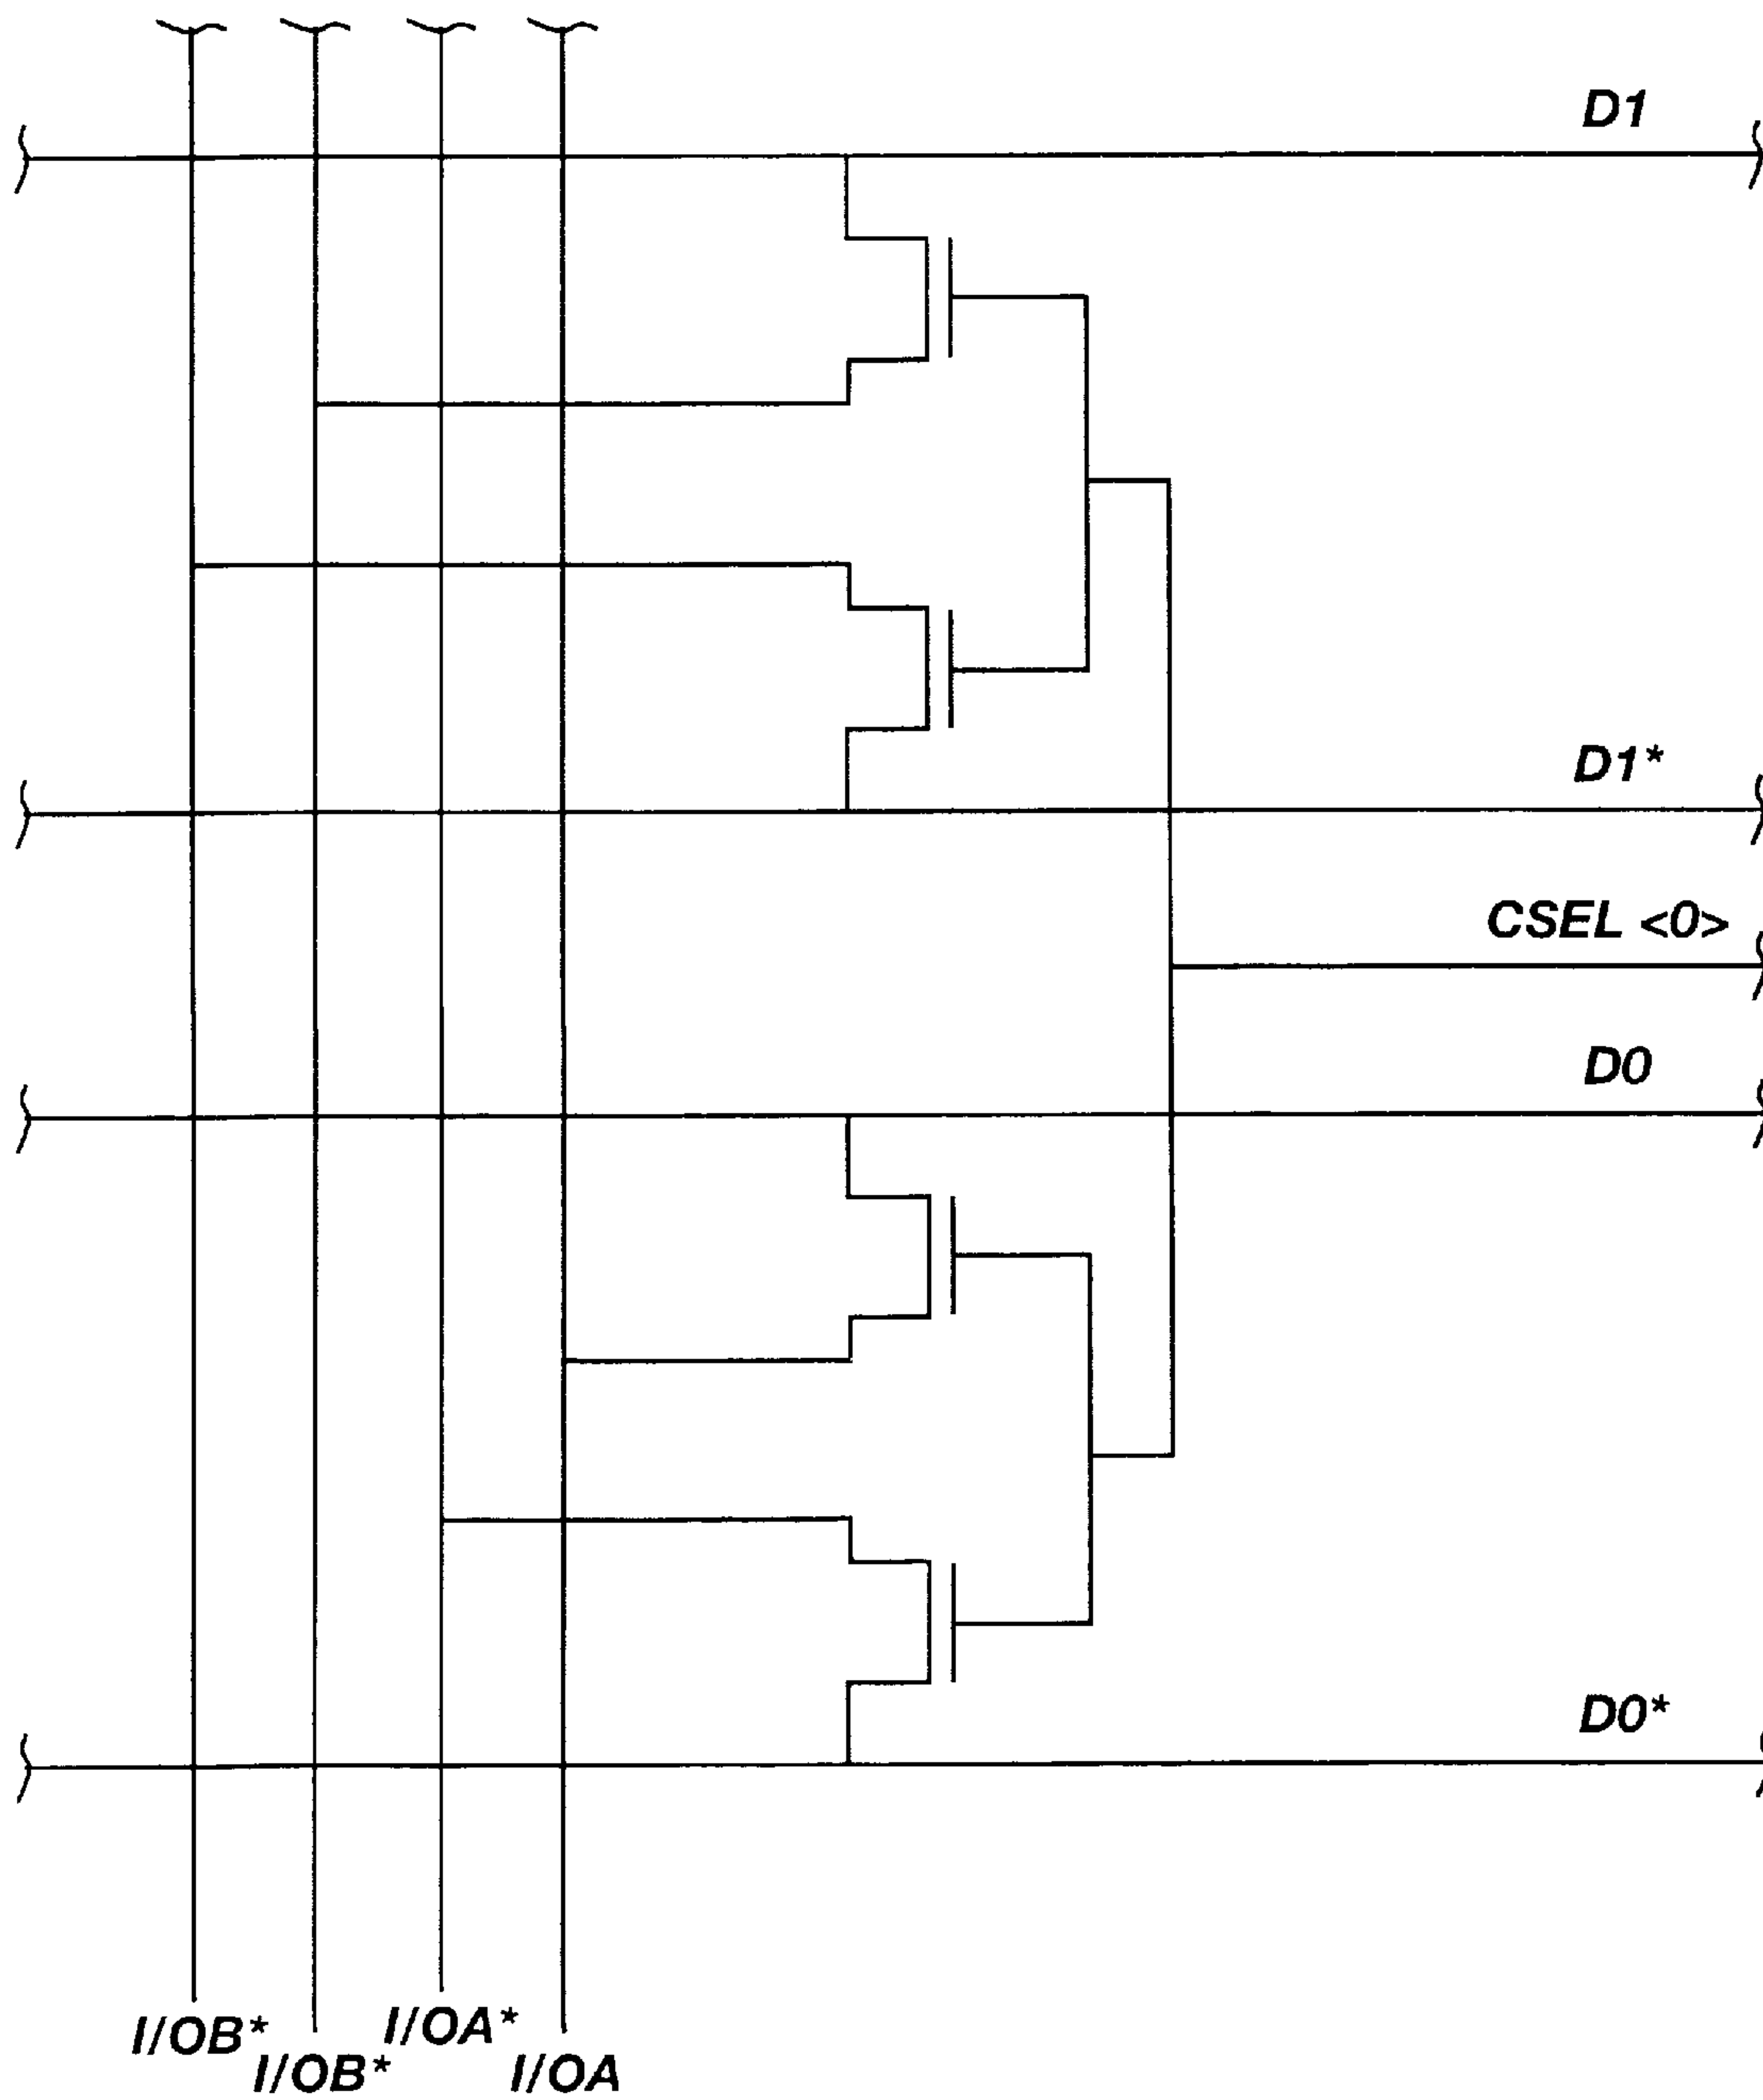 D1
D1*
CSEL <0>
D0
D0*
I/OB*
I/OB*
I/OA*
I/OA